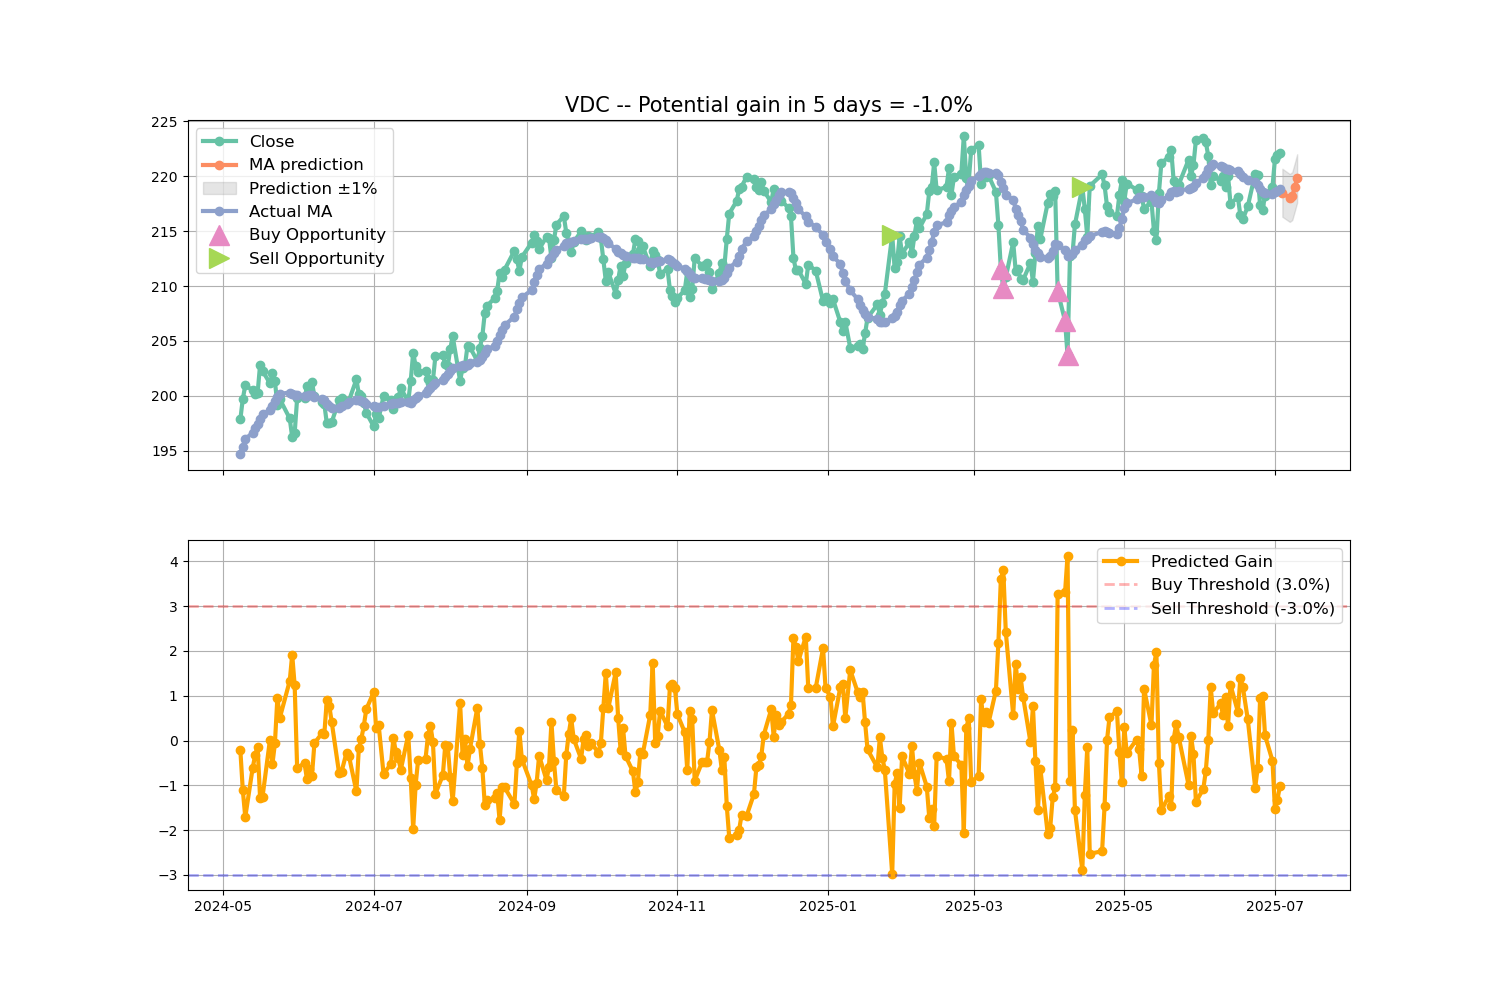 VDC -- Potential gain in 5 days = -1.0%
225
220
215
210
205
200
195
Close
MA prediction
Prediction ±1%
Actual MA
Buy Opportunity
Sell Opportunity
4
3
2
1
0
−1
−2
−3
Predicted Gain
Buy Threshold (3.0%)
Sell Threshold (-3.0%)
2024-05
2024-07
2024-09
2024-11
2025-01
2025-03
2025-05
2025-07